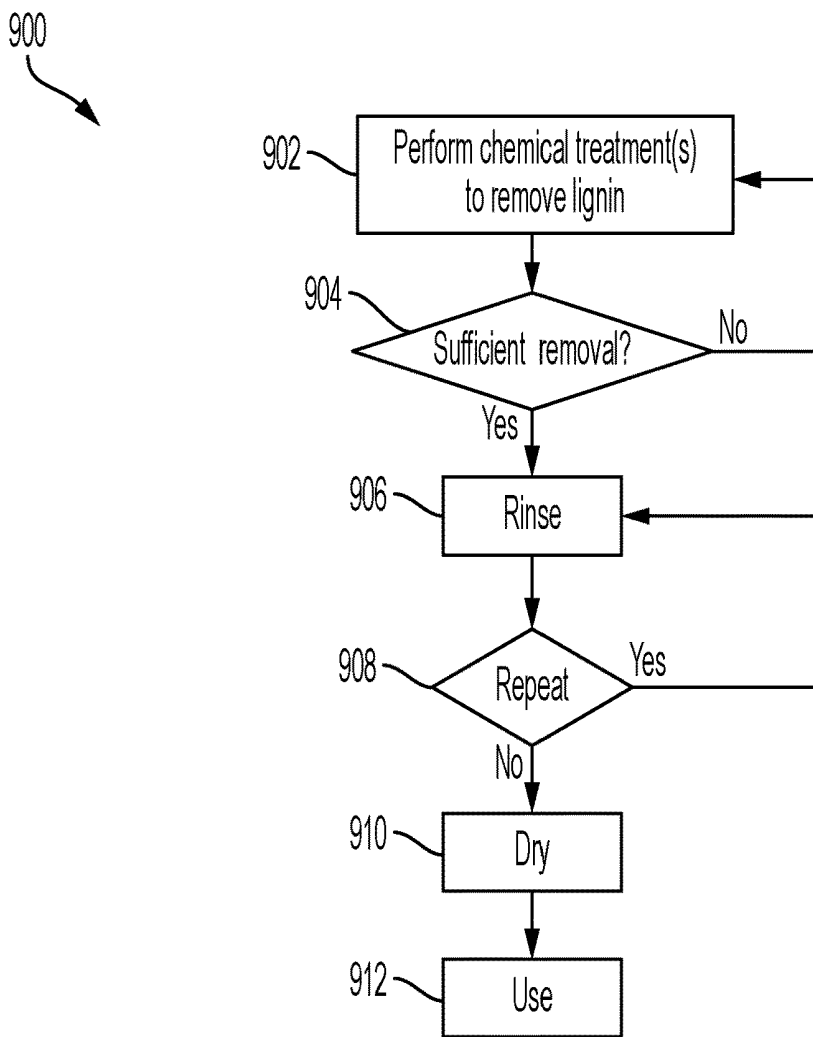 900
902
Perform chemical treatment(s)
to remove lignin
904
Sufficient removal?
No
Yes
906
Rinse
908
Repeat
Yes
No
910
Dry
912
Use